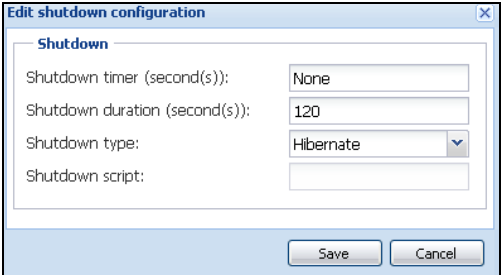 Edit shutdown configuration
Shutdown
Shutdown timer (second(s)): None
Shutdown duration (second(s)): 120
Shutdown type: Hibernate
Shutdown script:
Save Cancel